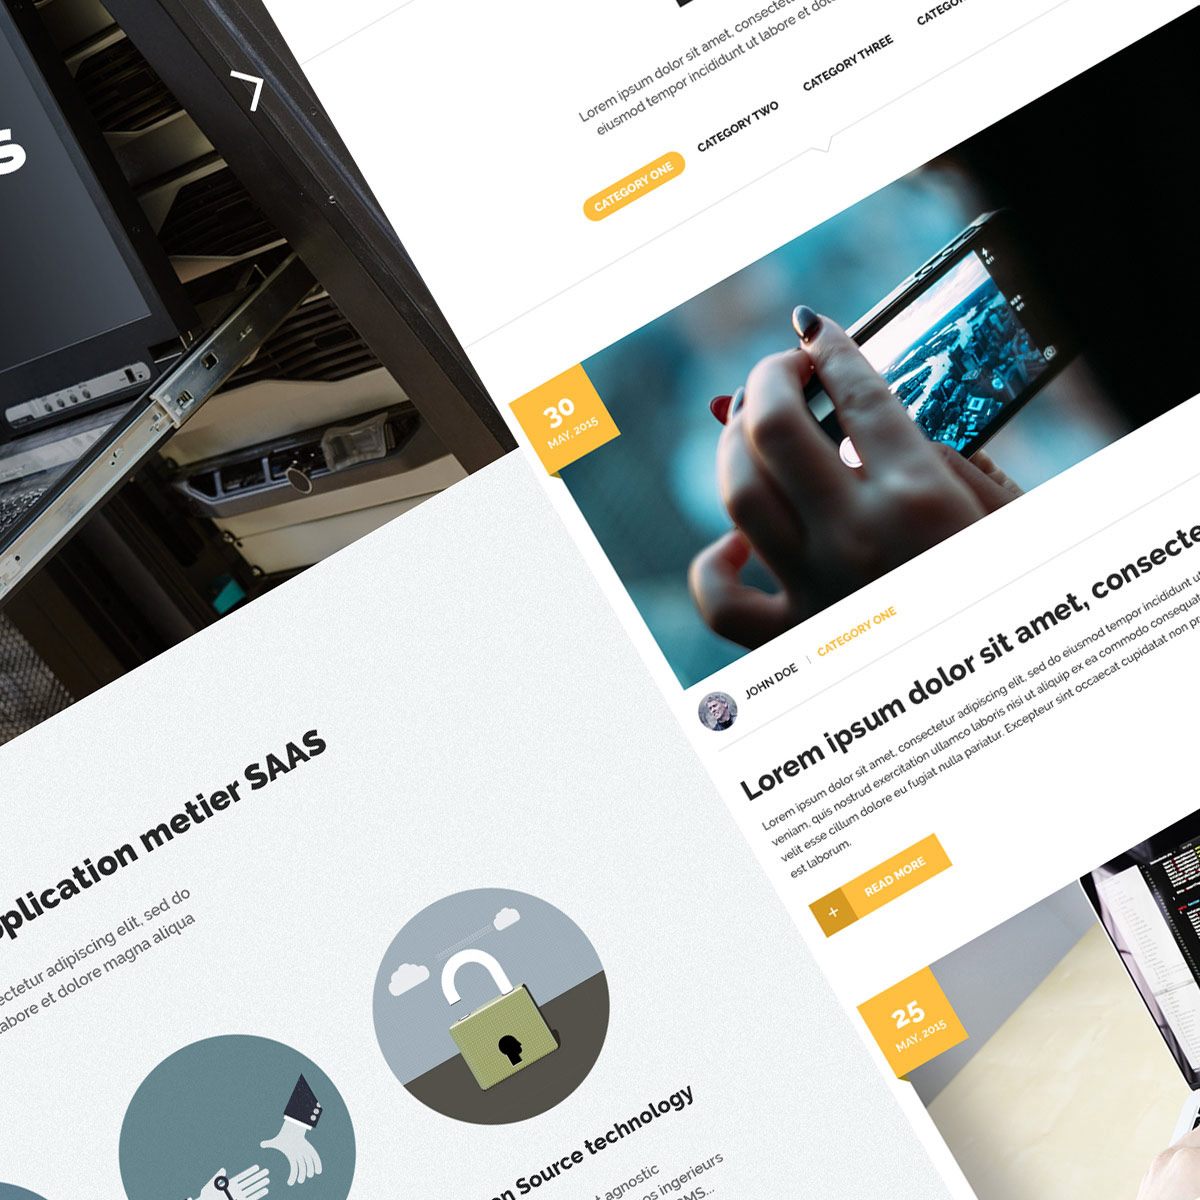 S
Lorem ipsum dolor sit amet, consectet
eiusmod tempor incididunt ut labore et dolo
CATEGORY ONE
CATEGORY TWO
CATEGORY THREE
CATEGO
30
MAY, 2015
JOHN DOE | CATEGORY ONE
Lorem ipsum dolor sit amet, consecte
Lorem ipsum dolor sit amet, consectetur adipiscing elit, sed do eiusmod tempor incididunt u
veniam, quis nostrud exercitation ullamco laboris nisi ut aliquip ex ea commodo consequat
velit esse cillum dolore eu fugiat nulla pariatur. Excepteur sint occaecat cupidatat non pr
est laborum.
+ READ MORE
25
MAY, 2015
plication metier SAAS
ectetur adipiscing elit, sed do
abore et dolore magna aliqua
n Source technology
t agnostic
os ingerieurs
MS...